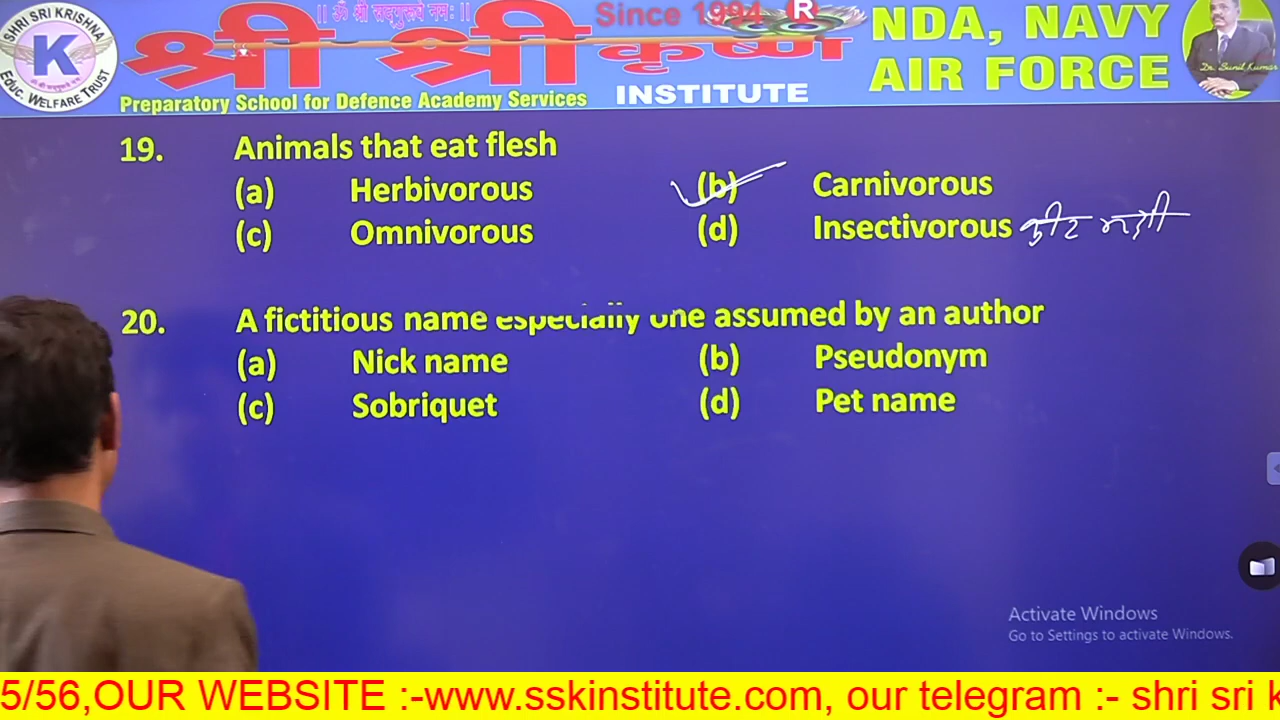 || ॐ श्री सद्गुरूवे नमः ||
SHRI SRI KRISHNA
K
Educ. WELFARE TRUST
श्री श्री कृष्ण
Since 1994
R
INSTITUTE
Preparatory School for Defence Academy Services
NDA, NAVY
AIR FORCE
Dr. Sunil Kumar
19. Animals that eat flesh
(a) Herbivorous (b) Carnivorous
(c) Omnivorous (d) Insectivorous
20. A fictitious name especially one assumed by an author
(a) Nick name (b) Pseudonym
(c) Sobriquet (d) Pet name
Activate Windows
Go to Settings to activate Windows.
5/56,OUR WEBSITE :-www.sskinstitute.com, our telegram :- shri sri k